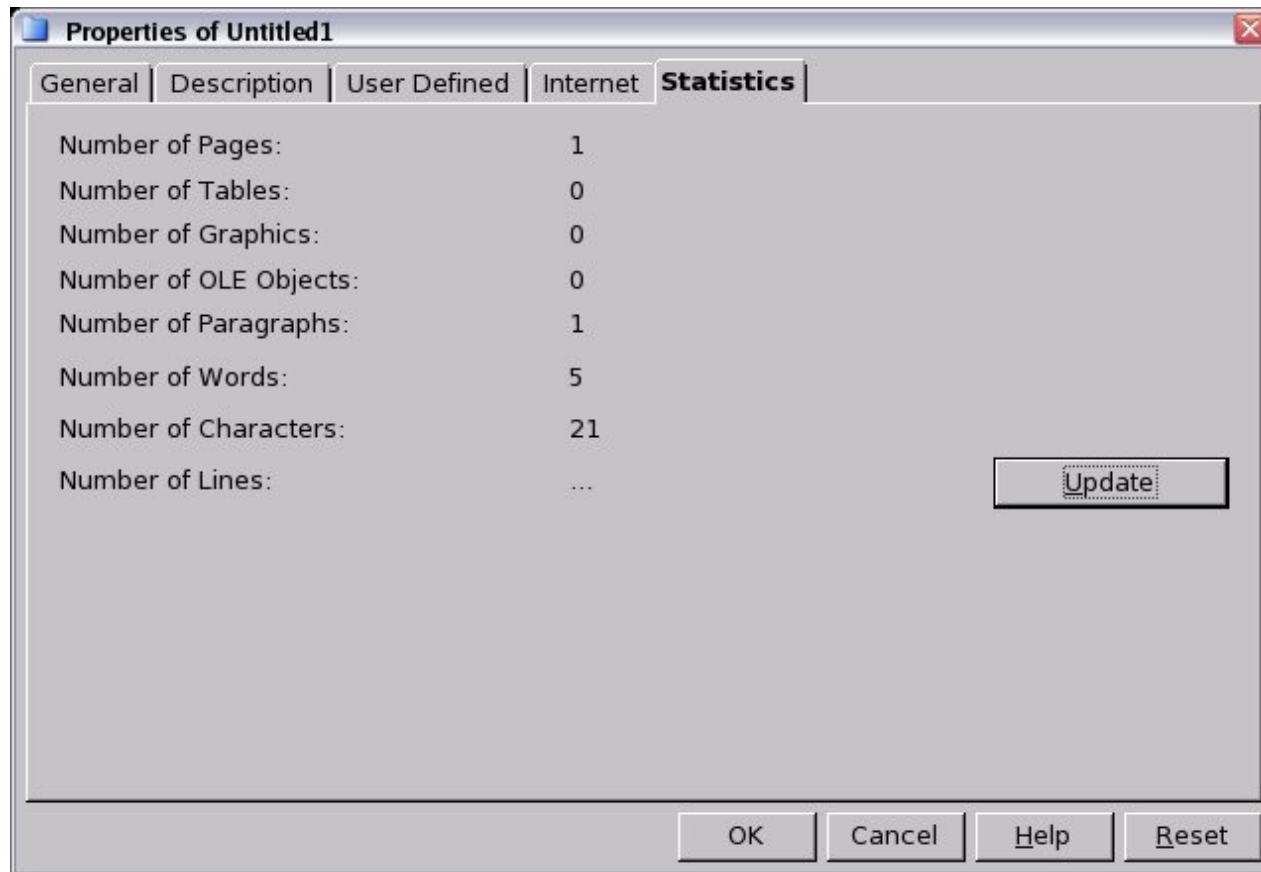 Properties of Untitled1
General Description User Defined Internet Statistics
Number of Pages: 1
Number of Tables: 0
Number of Graphics: 0
Number of OLE Objects: 0
Number of Paragraphs: 1
Number of Words: 5
Number of Characters: 21
Number of Lines: ... Update
OK Cancel Help Reset